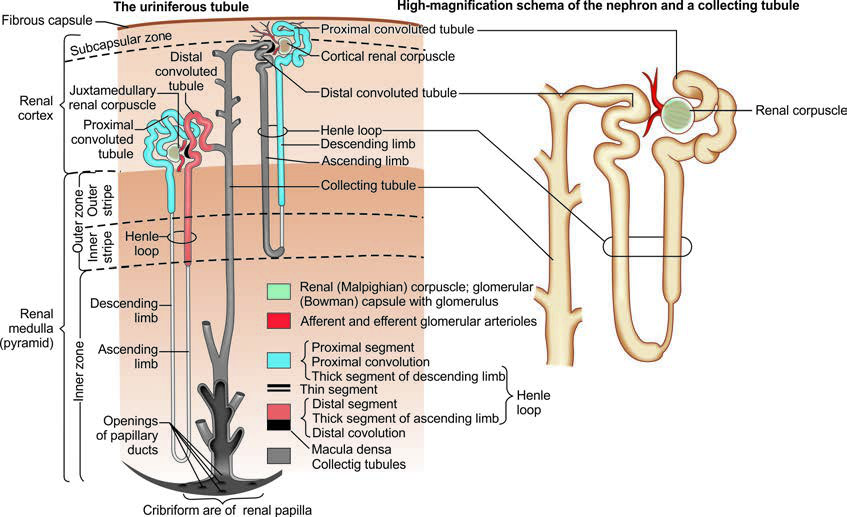 The uriniferous tubule
High-magnification schema of the nephron and a collecting tubule
Fibrous capsule
Subcapsular zone
Renal
cortex
Distal
convoluted
tubule
Juxtamedullary
renal corpuscle
Proximal
convoluted
tubule
Proximal convoluted tubule
Cortical renal corpuscle
Distal convoluted tubule
Henle loop
Descending limb
Ascending limb
Collecting tubule
Renal corpuscle
Outer zone
Outer
stripe
Inner
stripe
Henle
loop
Renal
medulla
(pyramid)
Inner zone
Descending
limb
Ascending
limb
Openings
of papillary
ducts
Renal (Malpighian) corpuscle; glomerular
(Bowman) capsule with glomerulus
Afferent and efferent glomerular arterioles
Proximal segment
Proximal convolution
Thick segment of descending limb
Thin segment
Distal segment
Thick segment of ascending limb
Distal covolution
Henle
loop
Macula densa
Collectig tubules
Cribriform are of renal papilla